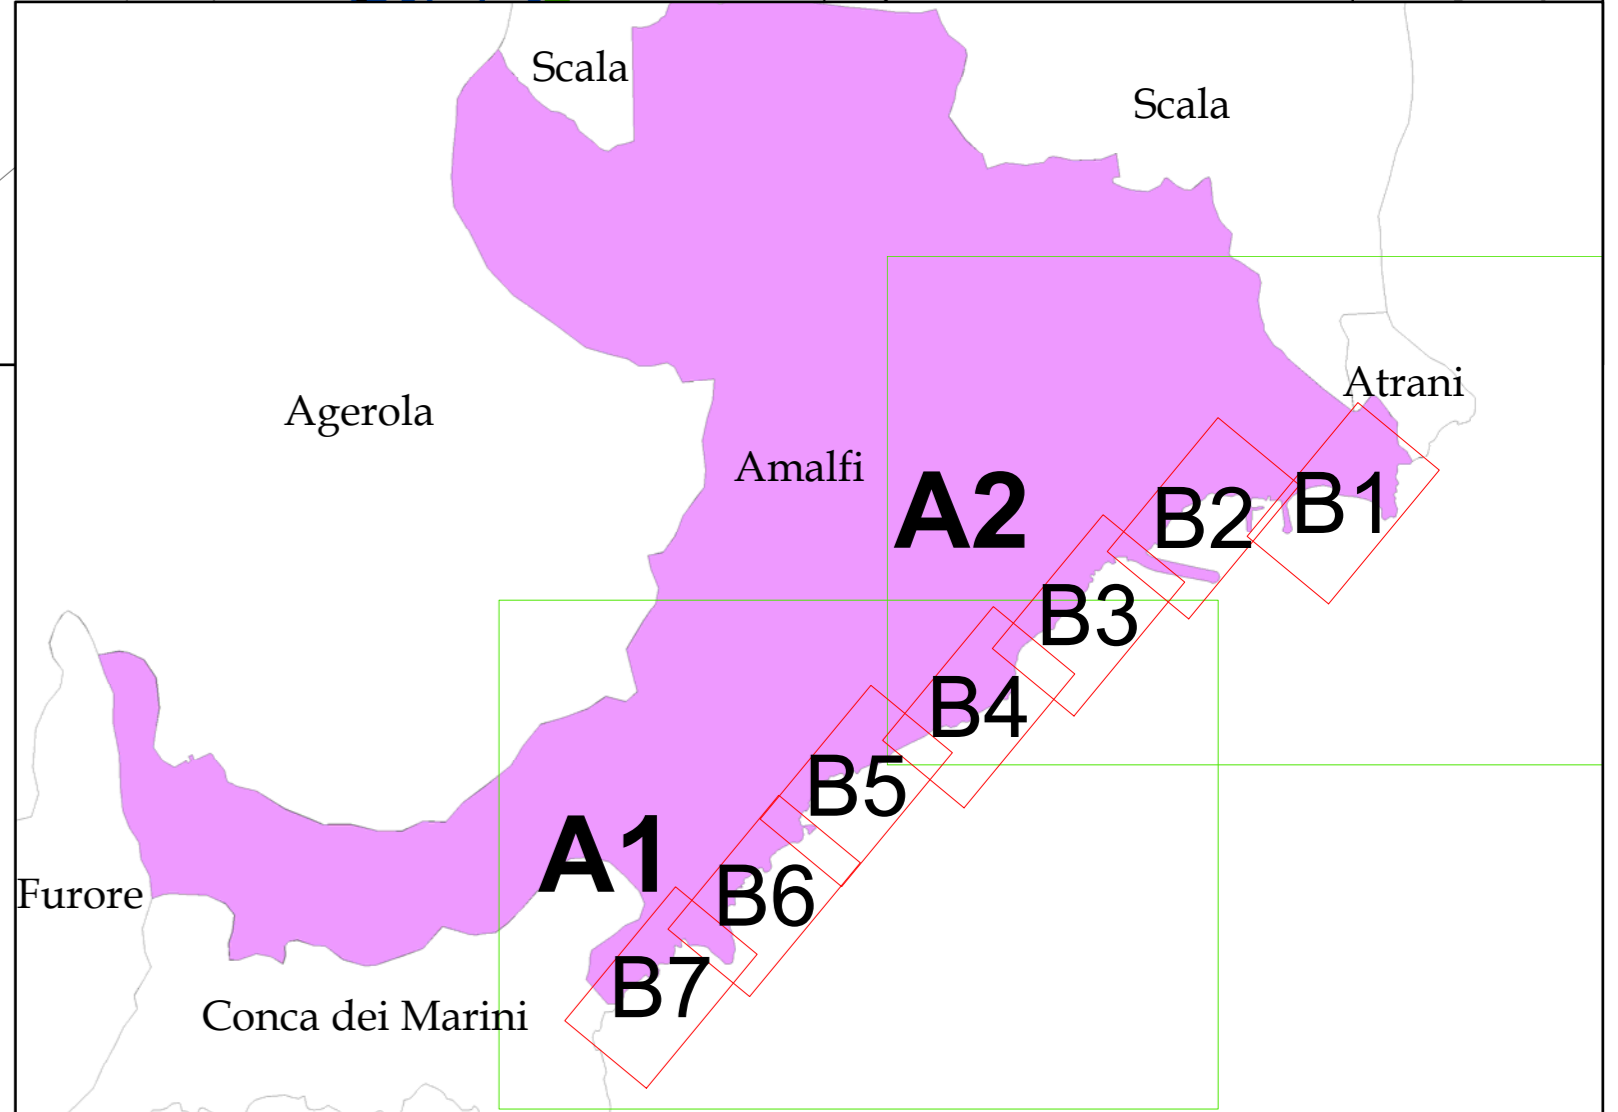 Scala
Scala
Atrani
Agerola
Amalfi
A2
B1
B2
B3
B4
B5
A1
B6
Furore
B7
Conca dei Marini